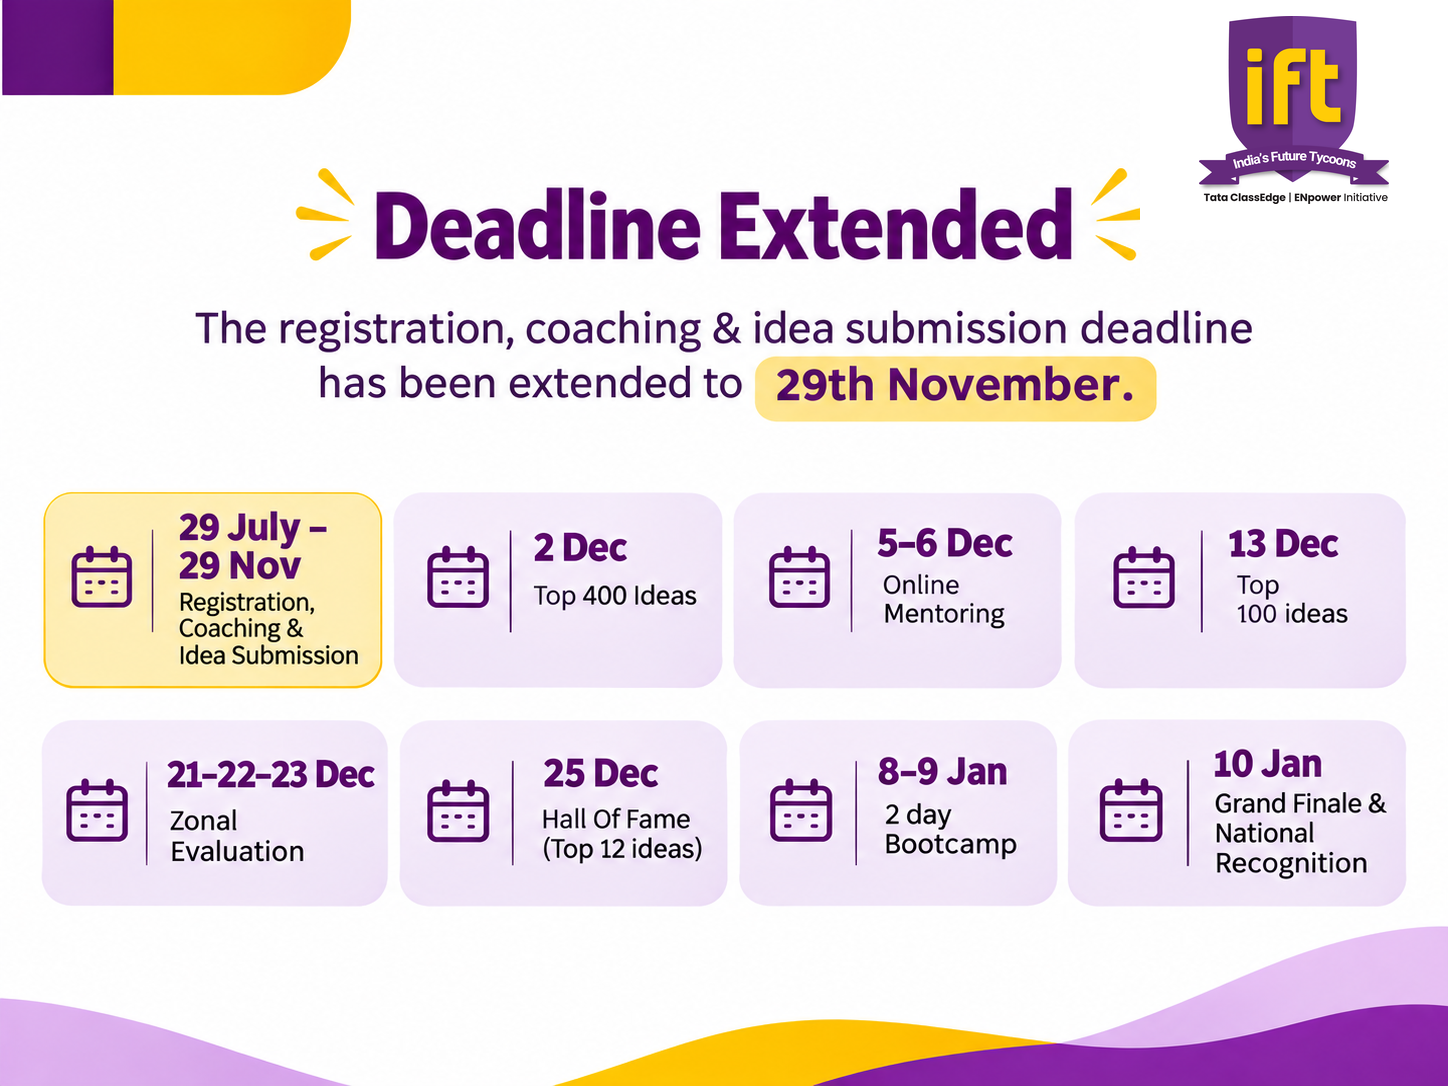 ift
India's Future Tycoons
Tata ClassEdge | ENpower Initiative
Deadline Extended
The registration, coaching & idea submission deadline
has been extended to 29th November.
29 July –
29 Nov
Registration,
Coaching &
Idea Submission
2 Dec
Top 400 Ideas
5–6 Dec
Online
Mentoring
13 Dec
Top
100 ideas
21–22–23 Dec
Zonal
Evaluation
25 Dec
Hall Of Fame
(Top 12 ideas)
8–9 Jan
2 day
Bootcamp
10 Jan
Grand Finale &
National
Recognition